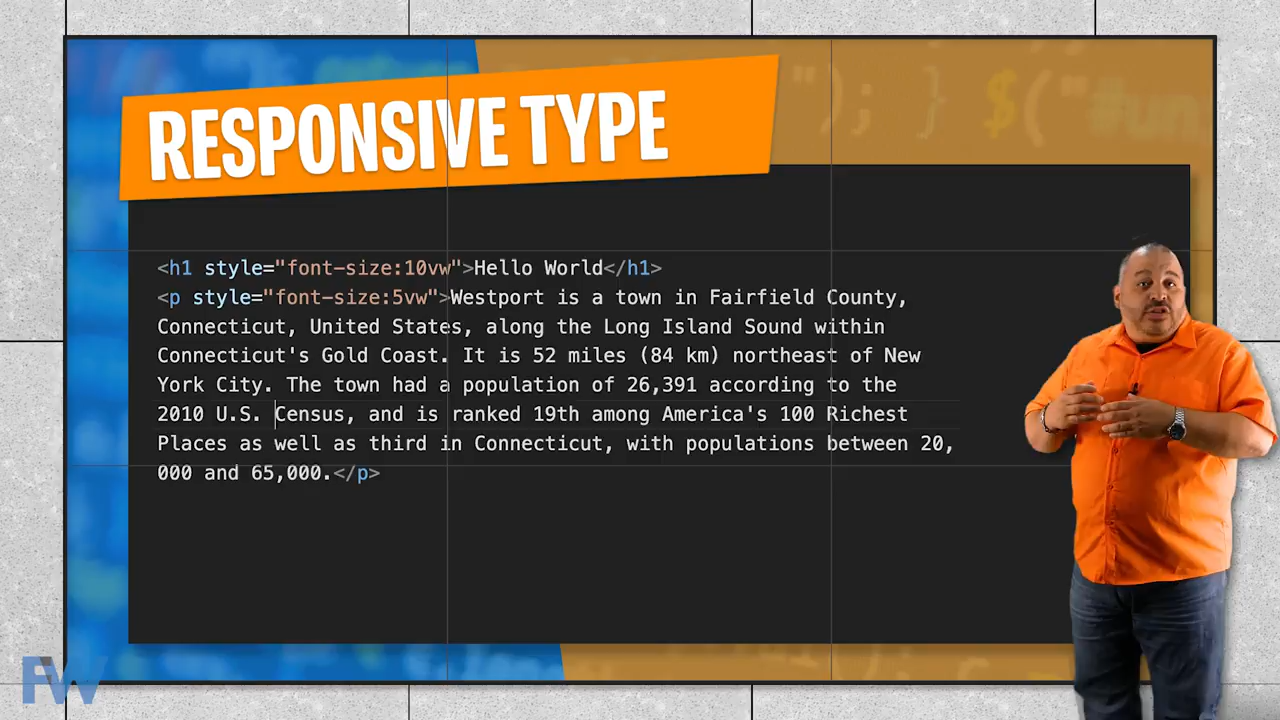 "); } $("#un
RESPONSIVE TYPE
<h1 style="font-size:10vw">Hello World</h1>
<p style="font-size:5vw">Westport is a town in Fairfield County,
Connecticut, United States, along the Long Island Sound within
Connecticut's Gold Coast. It is 52 miles (84 km) northeast of New
York City. The town had a population of 26,391 according to the
2010 U.S. Census, and is ranked 19th among America's 100 Richest
Places as well as third in Connecticut, with populations between 20,
000 and 65,000.</p>
FW